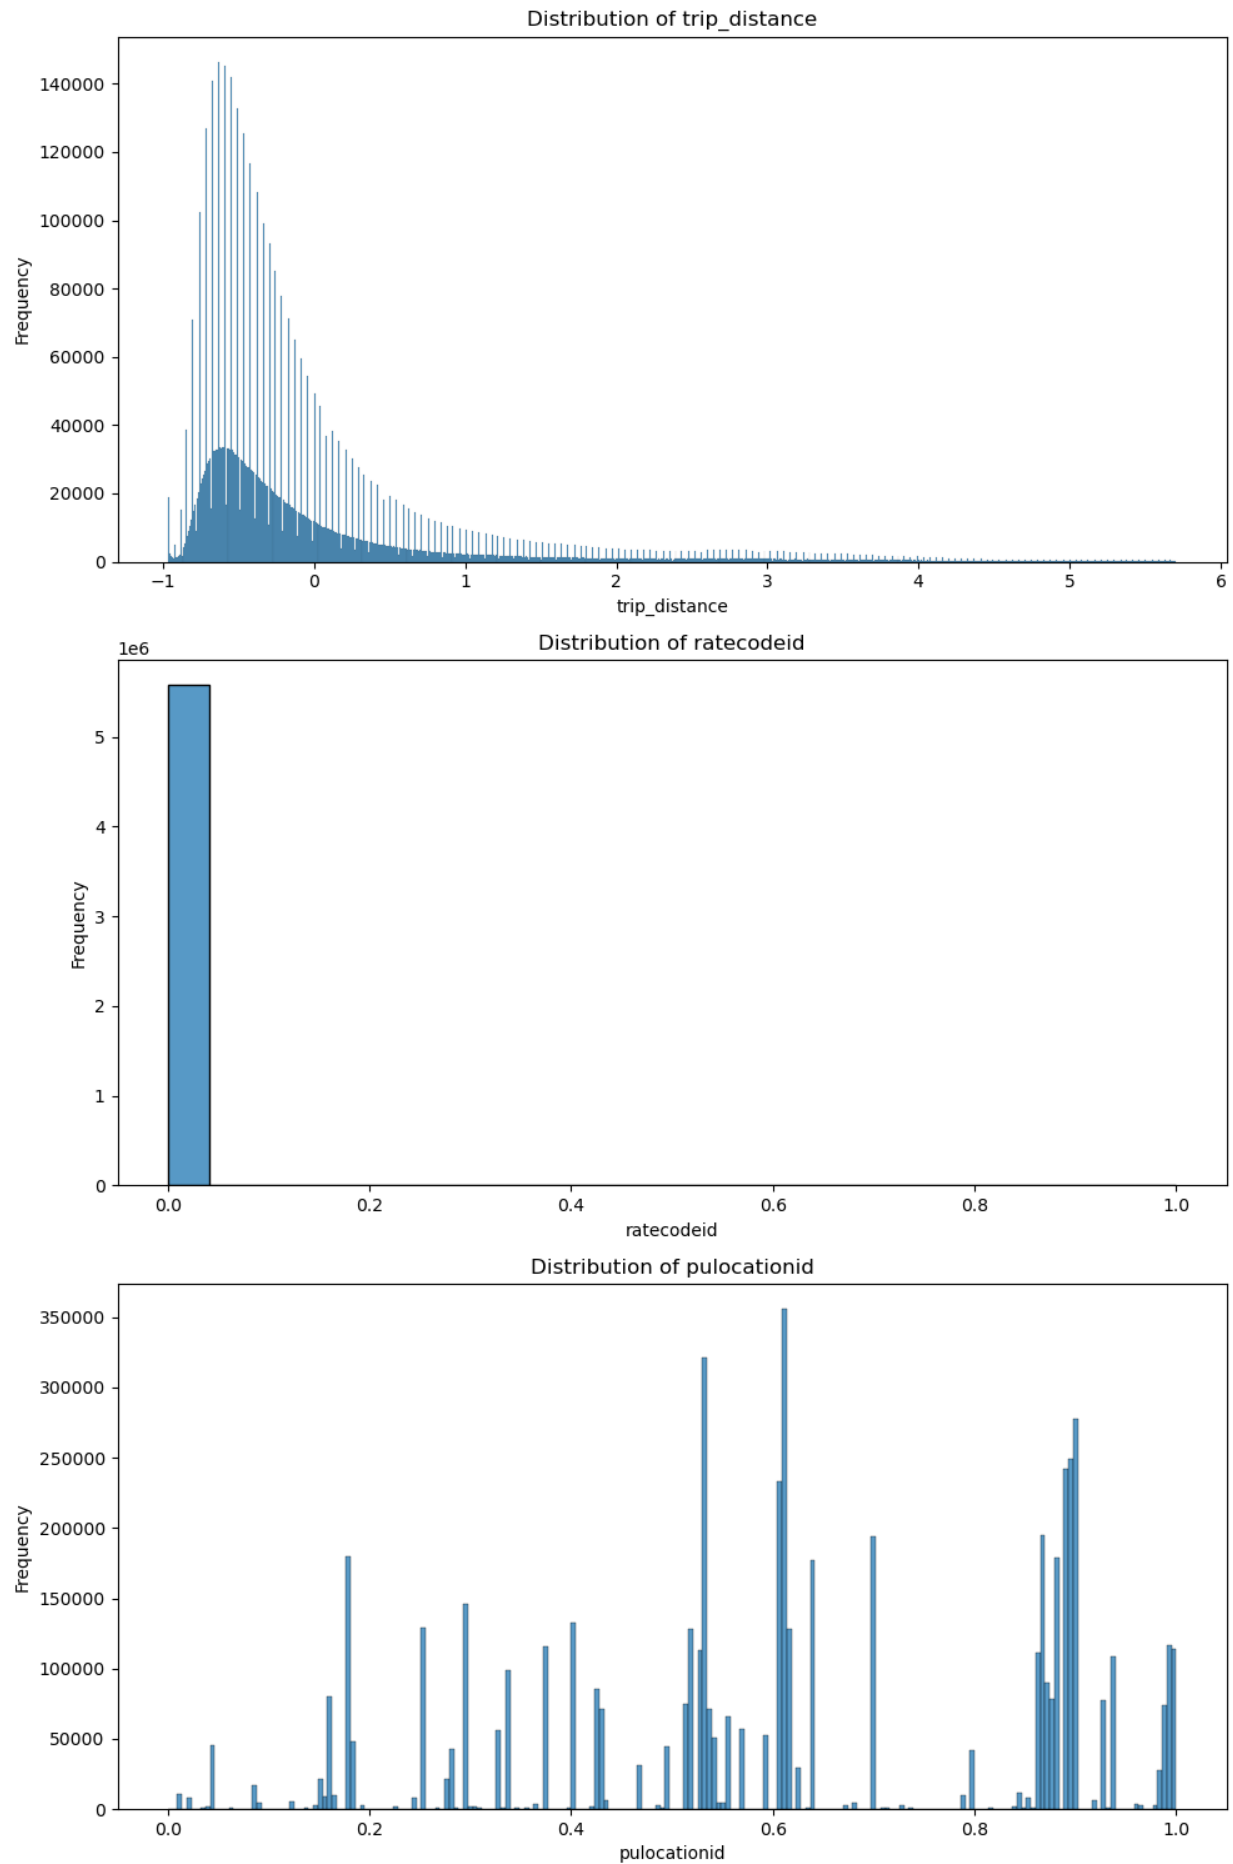 Distribution of trip_distance
140000
120000
100000
80000
60000
40000
20000
0
Frequency
−1 0 1 2 3 4 5 6
trip_distance
Distribution of ratecodeid
1e6
5
4
3
2
1
0
Frequency
0.0 0.2 0.4 0.6 0.8 1.0
ratecodeid
Distribution of pulocationid
350000
300000
250000
200000
150000
100000
50000
0
Frequency
0.0 0.2 0.4 0.6 0.8 1.0
pulocationid